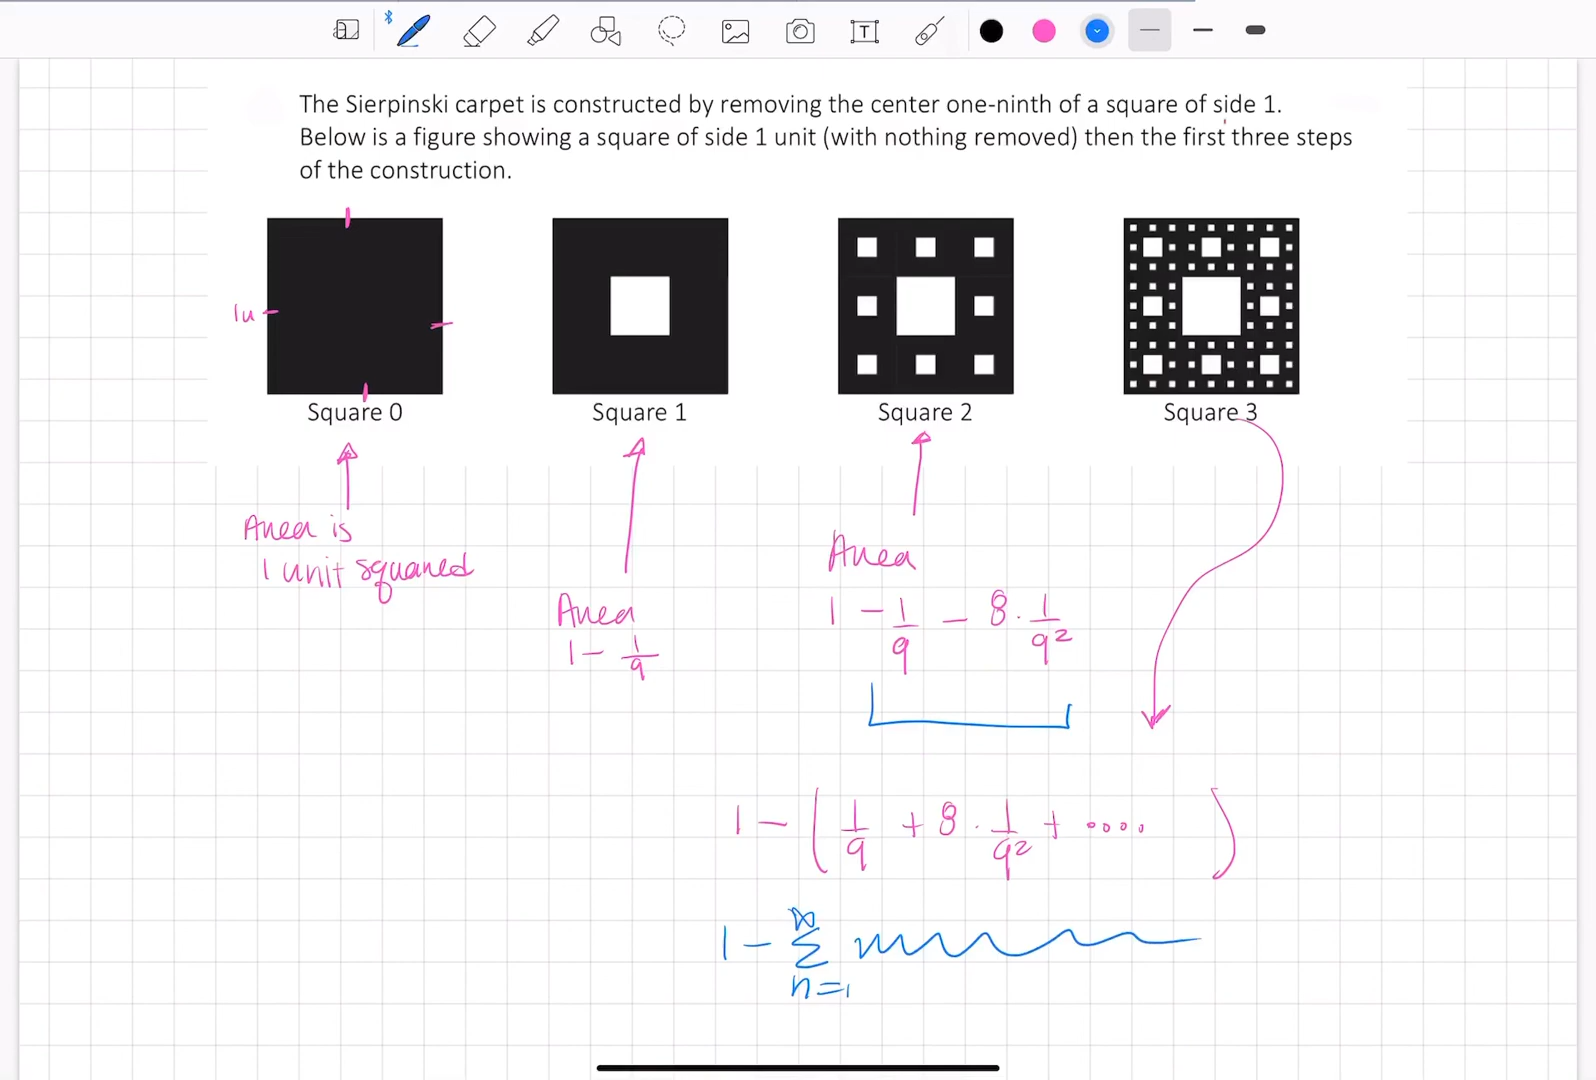 The Sierpinski carpet is constructed by removing the center one-ninth of a square of side 1.
Below is a figure showing a square of side 1 unit (with nothing removed) then the first three steps
of the construction.
1u
Square 0
Square 1
Square 2
Square 3
Area is
1 unit squared
Area
1 - 1/9
Area
1 - 1/9 - 8 · 1/9²
1 - ( 1/9 + 8 · 1/9² + .... )
1 - ∞ Σ n=1